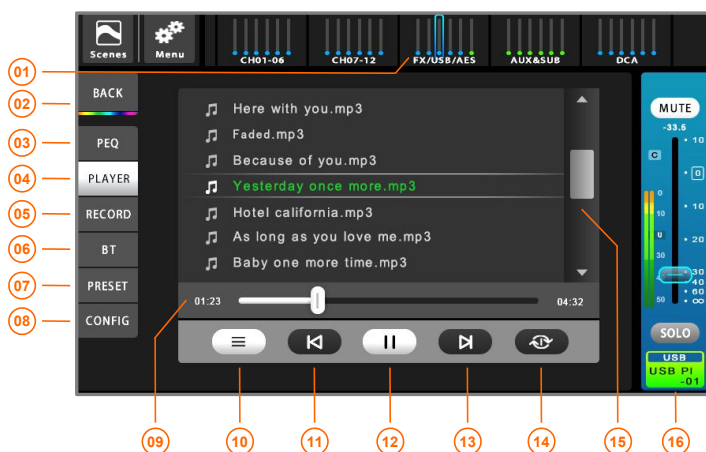 Scenes
Menu
CH01-06
CH07-12
FX/USB/AES
AUX&SUB
DCA
01
02
03
04
05
06
07
08
BACK
PEQ
PLAYER
RECORD
BT
PRESET
CONFIG
Here with you.mp3
Faded.mp3
Because of you.mp3
Yesterday once more.mp3
Hotel california.mp3
As long as you love me.mp3
Baby one more time.mp3
01:23
04:32
MUTE
-33.5
10
C
0
0
10
10
U
20
30
30
40
60
50
∞
SOLO
USB
USB Pl
-01
09
10
11
12
13
14
15
16